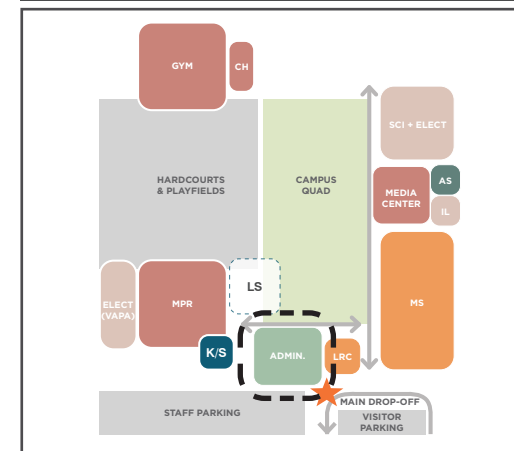 GYM
CH
SCI + ELECT
HARDCOURTS
& PLAYFIELDS
CAMPUS
QUAD
MEDIA
CENTER
AS
IL
ELECT
(VAPA)
MPR
LS
MS
K/S
ADMIN.
LRC
STAFF PARKING
MAIN DROP-OFF
VISITOR
PARKING